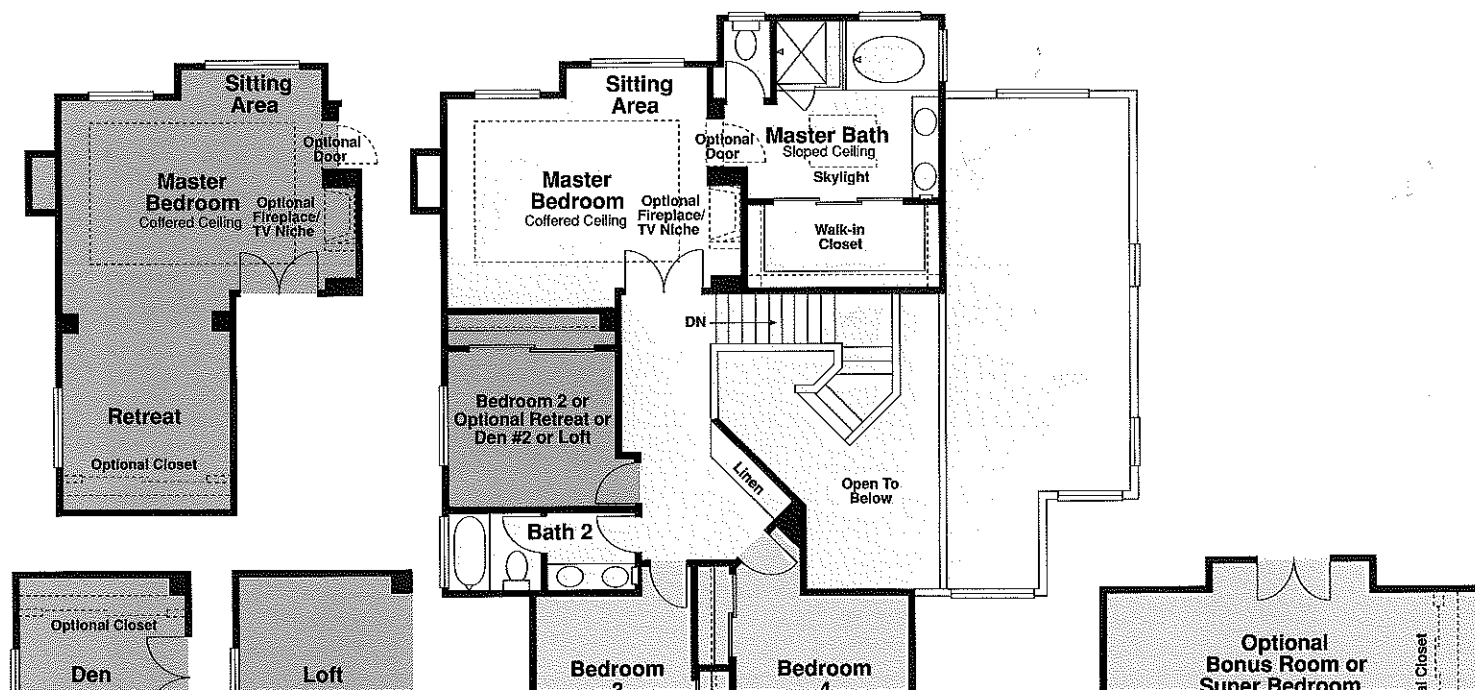 Sitting
Area
Optional
Door
Master
Bedroom
Coffered Ceiling
Optional
Fireplace/
TV Niche
Retreat
Optional Closet
Sitting
Area
Optional
Door
Master Bath
Sloped Ceiling
Skylight
Master
Bedroom
Coffered Ceiling
Optional
Fireplace/
TV Niche
Walk-in
Closet
DN
Bedroom 2 or
Optional Retreat or
Den #2 or Loft
Linen
Open To
Below
Bath 2
Optional Closet
Den
Loft
Bedroom
Bedroom
4
Optional
Bonus Room or
Super Bedroom
Closet